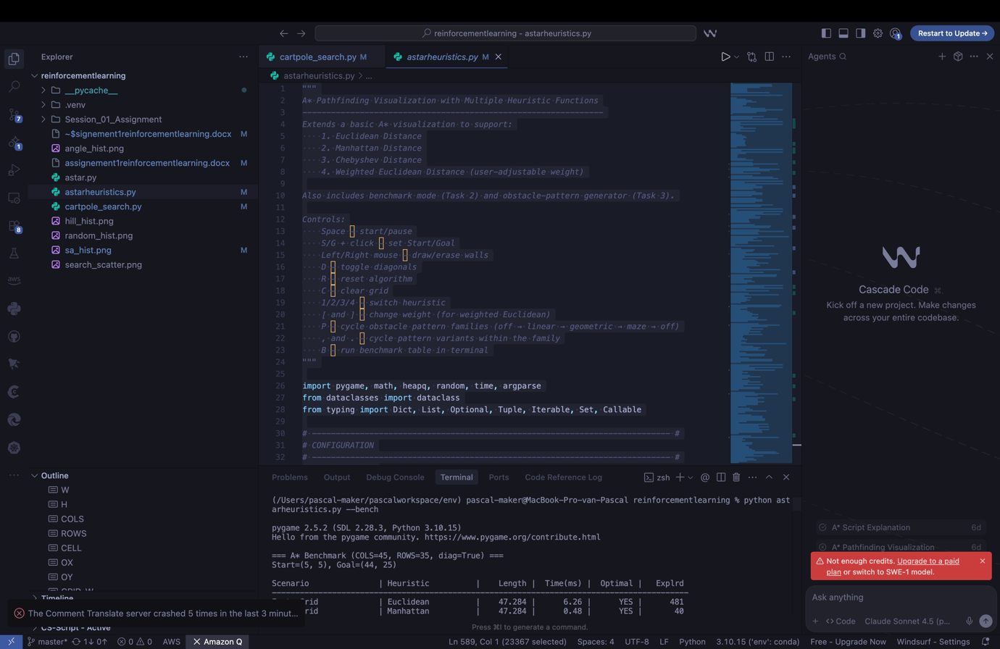 reinforcementlearning - astarheuristics.py
1
Restart to Update →
Explorer
cartpole_search.py M
astarheuristics.py M
Agents
reinforcementlearning
astarheuristics.py > ...
__pycache__
.venv
Session_01_Assignment
~$signement1reinforcementlearning.docx M
angle_hist.png
assignement1reinforcementlearning.docx M
astar.py
astarheuristics.py M
cartpole_search.py M
hill_hist.png
random_hist.png
sa_hist.png M
search_scatter.png
7
1
8
aws
1 """
2 A* Pathfinding Visualization with Multiple Heuristic Functions
3 ───────────────────────────────────────────────────────────────
4 Extends a basic A* visualization to support:
5 1. Euclidean Distance
6 2. Manhattan Distance
7 3. Chebyshev Distance
8 4. Weighted Euclidean Distance (user-adjustable weight)
9
10 Also includes benchmark mode (Task 2) and obstacle-pattern generator (Task 3).
11
12 Controls:
13 Space – start/pause
14 S/G + click – set Start/Goal
15 Left/Right mouse – draw/erase walls
16 D – toggle diagonals
17 R – reset algorithm
18 C – clear grid
19 1/2/3/4 – switch heuristic
20 [ and ] – change weight (for weighted Euclidean)
21 P – cycle obstacle pattern families (off → linear → geometric → maze → off)
22 , and . – cycle pattern variants within the family
23 B – run benchmark table in terminal
24 """
25
26 import pygame, math, heapq, random, time, argparse
27 from dataclasses import dataclass
28 from typing import Dict, List, Optional, Tuple, Iterable, Set, Callable
29
30 # ─────────────────────────────────────────────────────────────────────────── #
31 # CONFIGURATION
32 # ─────────────────────────────────────────────────────────────────────────── #
Cascade Code ⌘.
Kick off a new project. Make changes
across your entire codebase.
Outline
W
H
COLS
ROWS
CELL
OX
OY
Timeline
Problems Output Debug Console Terminal Ports Code Reference Log
zsh
(/Users/pascal-maker/pascalworkspace/env) pascal-maker@MacBook-Pro-van-Pascal reinforcementlearning % python ast
arheuristics.py --bench
pygame 2.5.2 (SDL 2.28.3, Python 3.10.15)
Hello from the pygame community. https://www.pygame.org/contribute.html
=== A* Benchmark (COLS=45, ROWS=35, diag=True) ===
Start=(5, 5), Goal=(44, 25)
Scenario | Heuristic | Length | Time(ms) | Optimal | Explrd
| Euclidean | 47.284 | 6.26 | YES | 481
| Manhattan | 47.284 | 0.48 | YES | 40
Press ⌘I to generate a command.
A* Script Explanation 6d
A* Pathfinding Visualization 6d
Not enough credits. Upgrade to a paid
plan or switch to SWE-1 model.
Ask anything
Code Claude Sonnet 4.5 (p...
The Comment Translate server crashed 5 times in the last 3 minut...
CS-Script - Active
master* 1↓ 0↑ 0 0 AWS Amazon Q
Ln 589, Col 1 (23367 selected) Spaces: 4 UTF-8 LF Python 3.10.15 ('env': conda) Free - Upgrade Now Windsurf - Settings